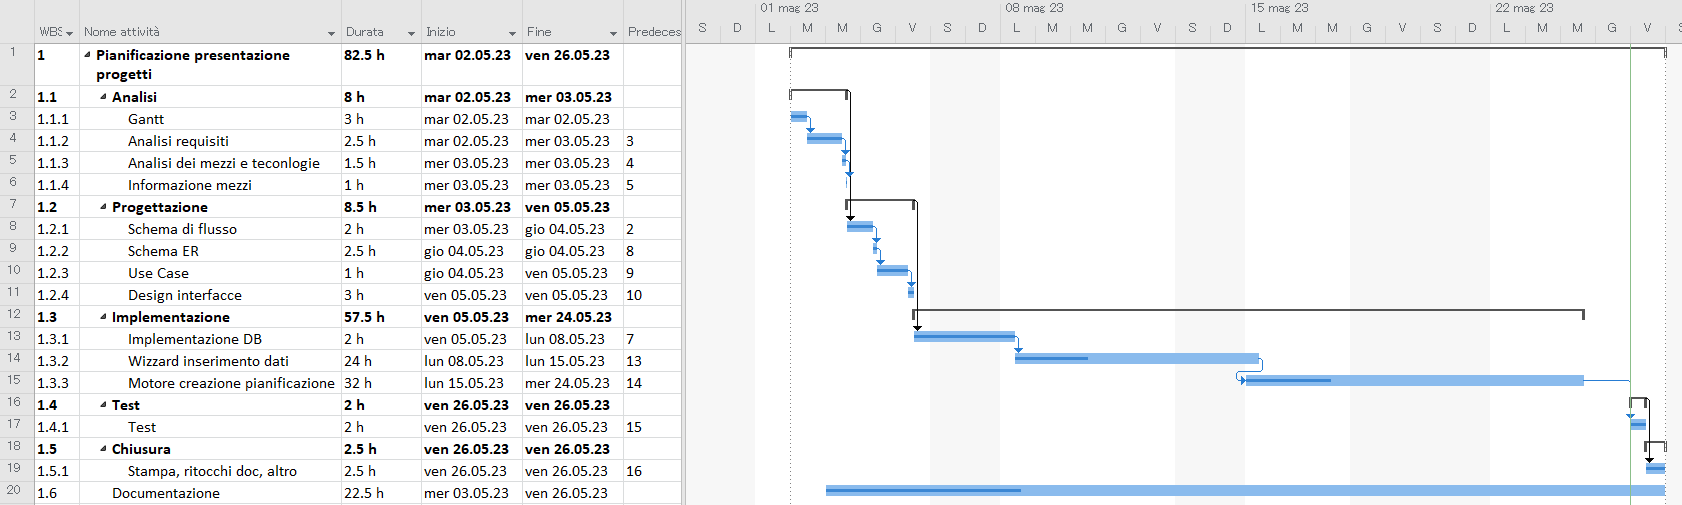 01 mag 23 08 mag 23 15 mag 23 22 mag 23
WBS Nome attività Durata Inizio Fine Predeces S D L M M G V S D L M M G V S D L M M G V S D L M M G V S
1 1 Pianificazione presentazione 82.5 h mar 02.05.23 ven 26.05.23
progetti
2 1.1 Analisi 8 h mar 02.05.23 mer 03.05.23
3 1.1.1 Gantt 3 h mar 02.05.23 mar 02.05.23
4 1.1.2 Analisi requisiti 2.5 h mar 02.05.23 mer 03.05.23 3
5 1.1.3 Analisi dei mezzi e teconlogie 1.5 h mer 03.05.23 mer 03.05.23 4
6 1.1.4 Informazione mezzi 1 h mer 03.05.23 mer 03.05.23 5
7 1.2 Progettazione 8.5 h mer 03.05.23 ven 05.05.23
8 1.2.1 Schema di flusso 2 h mer 03.05.23 gio 04.05.23 2
9 1.2.2 Schema ER 2.5 h gio 04.05.23 gio 04.05.23 8
10 1.2.3 Use Case 1 h gio 04.05.23 ven 05.05.23 9
11 1.2.4 Design interfacce 3 h ven 05.05.23 ven 05.05.23 10
12 1.3 Implementazione 57.5 h ven 05.05.23 mer 24.05.23
13 1.3.1 Implementazione DB 2 h ven 05.05.23 lun 08.05.23 7
14 1.3.2 Wizzard inserimento dati 24 h lun 08.05.23 lun 15.05.23 13
15 1.3.3 Motore creazione pianificazione 32 h lun 15.05.23 mer 24.05.23 14
16 1.4 Test 2 h ven 26.05.23 ven 26.05.23
17 1.4.1 Test 2 h ven 26.05.23 ven 26.05.23 15
18 1.5 Chiusura 2.5 h ven 26.05.23 ven 26.05.23
19 1.5.1 Stampa, ritocchi doc, altro 2.5 h ven 26.05.23 ven 26.05.23 16
20 1.6 Documentazione 22.5 h mer 03.05.23 ven 26.05.23